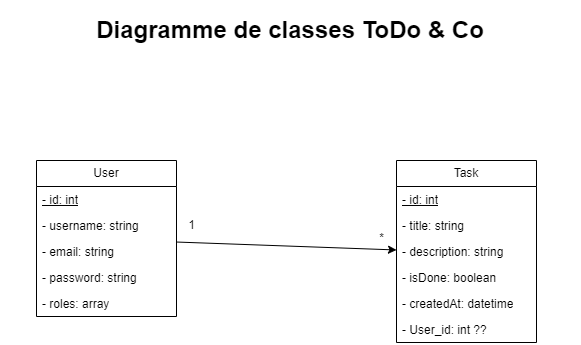 Diagramme de classes ToDo & Co
User
- id: int
- username: string
- email: string
- password: string
- roles: array
1
*
Task
- id: int
- title: string
- description: string
- isDone: boolean
- createdAt: datetime
- User_id: int ??